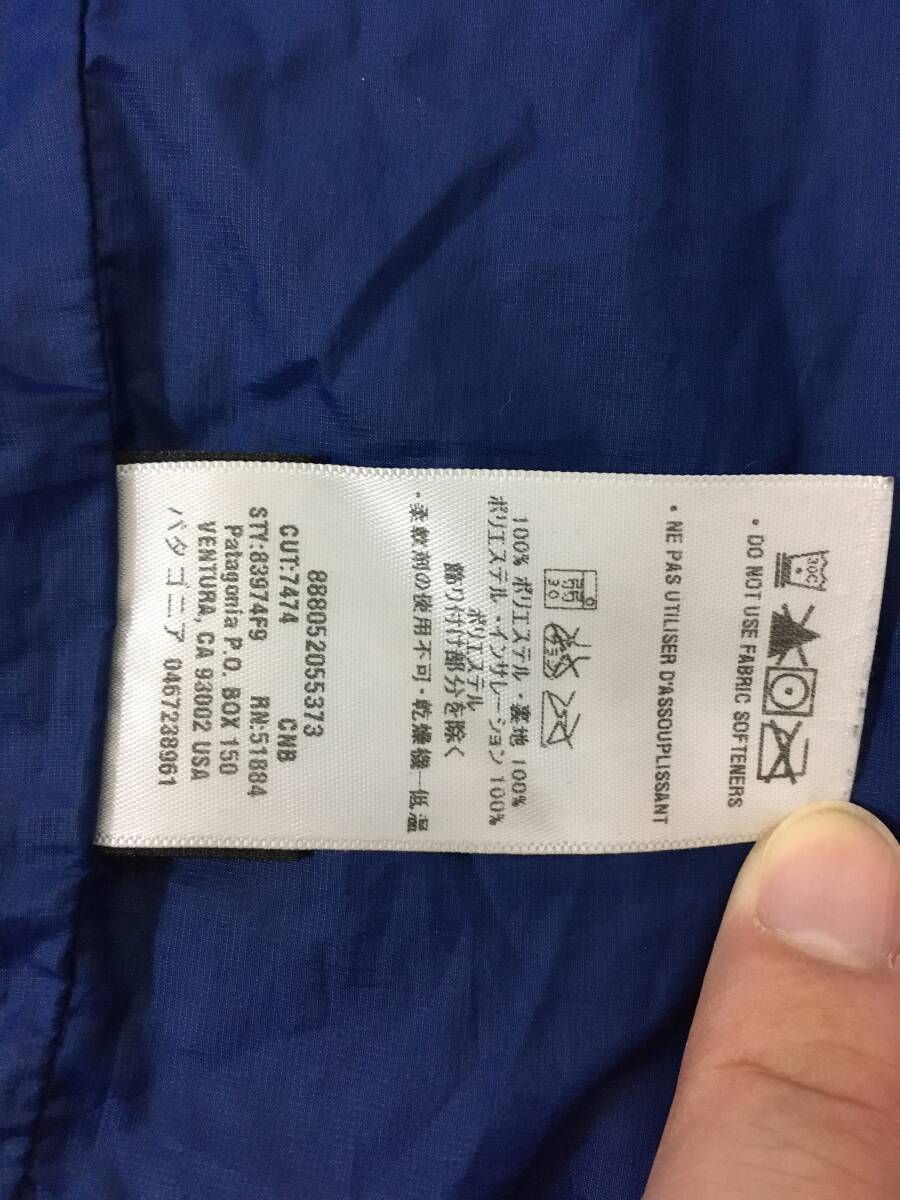 30C
• DO NOT USE FABRIC SOFTENERS
• NE PAS UTILISER D'ASSOUPLISSANT
30
100% ポリエステル・裏地 100%
ポリエステル・インサレーション 100%
ポリエステル
飾り付け部分を除く
・柔軟剤の使用不可・乾燥機—低温
888052055373
CUT:7474 CNB
STY:83974F9 RN:51884
Patagonia P.O. BOX 150
VENTURA, CA 93002 USA
パタゴニア 0467238961